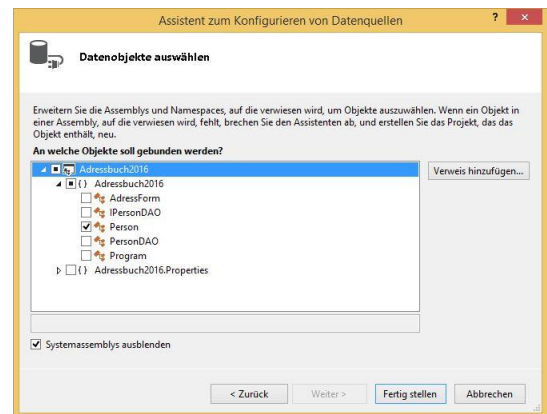 Assistent zum Konfigurieren von Datenquellen
Datenobjekte auswählen
Erweitern Sie die Assemblys und Namespaces, auf die verwiesen wird, um Objekte auszuwählen. Wenn ein Objekt in
einer Assembly, auf die verwiesen wird, fehlt, brechen Sie den Assistenten ab, und erstellen Sie das Projekt, das das
Objekt enthält, neu.
An welche Objekte soll gebunden werden?
Adressbuch2016
Verweis hinzufügen...
{ } Adressbuch2016
AdressForm
IPersonDAO
Person
PersonDAO
Program
{ } Adressbuch2016.Properties
Systemassemblys ausblenden
< Zurück
Weiter >
Fertig stellen
Abbrechen